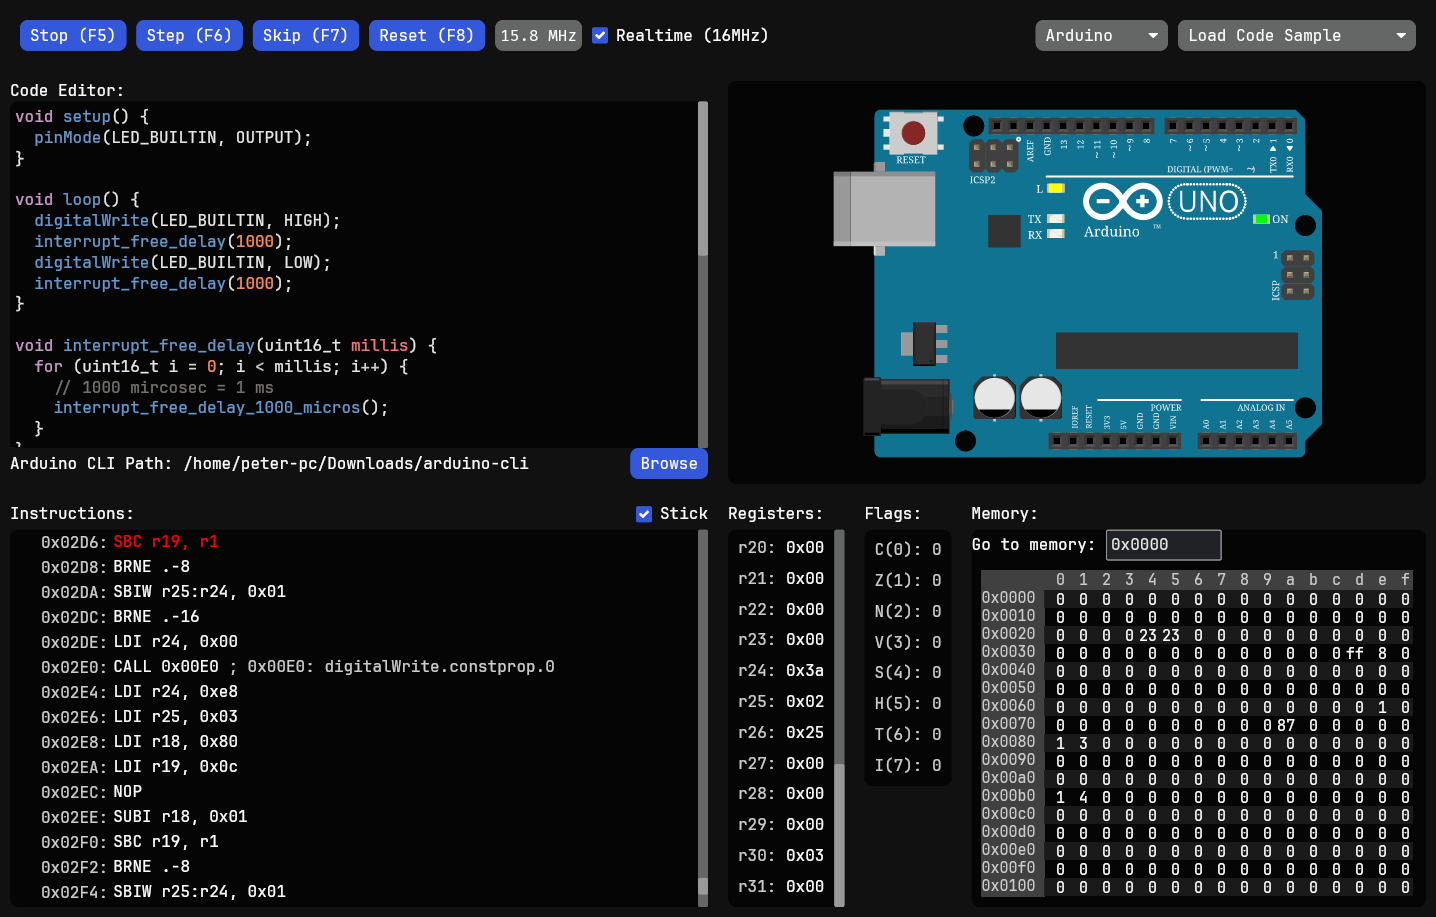 Stop (F5) Step (F6) Skip (F7) Reset (F8) 15.8 MHz Realtime (16MHz) Arduino Load Code Sample
Code Editor:
void setup() {
pinMode(LED_BUILTIN, OUTPUT);
}
void loop() {
digitalWrite(LED_BUILTIN, HIGH);
interrupt_free_delay(1000);
digitalWrite(LED_BUILTIN, LOW);
interrupt_free_delay(1000);
}
void interrupt_free_delay(uint16_t millis) {
for (uint16_t i = 0; i < millis; i++) {
// 1000 mircosec = 1 ms
interrupt_free_delay_1000_micros();
}
Arduino CLI Path: /home/peter-pc/Downloads/arduino-cli Browse
RESET
ICSP2
AREF
GND
13
12
~11
~10
~9
8
7
~6
~5
4
~3
2
TX0 ▶ 1
RX0 ◀ 0
DIGITAL (PWM= ~)
L
TX
RX
UNO
Arduino ™
ON
1
ICSP
POWER
ANALOG IN
IOREF
RESET
3V3
5V
GND
GND
VIN
A0
A1
A2
A3
A4
A5
Instructions: Stick
0x02D6: SBC r19, r1
0x02D8: BRNE .-8
0x02DA: SBIW r25:r24, 0x01
0x02DC: BRNE .-16
0x02DE: LDI r24, 0x00
0x02E0: CALL 0x00E0 ; 0x00E0: digitalWrite.constprop.0
0x02E4: LDI r24, 0xe8
0x02E6: LDI r25, 0x03
0x02E8: LDI r18, 0x80
0x02EA: LDI r19, 0x0c
0x02EC: NOP
0x02EE: SUBI r18, 0x01
0x02F0: SBC r19, r1
0x02F2: BRNE .-8
0x02F4: SBIW r25:r24, 0x01
Registers:
r20: 0x00
r21: 0x00
r22: 0x00
r23: 0x00
r24: 0x3a
r25: 0x02
r26: 0x25
r27: 0x00
r28: 0x00
r29: 0x00
r30: 0x03
r31: 0x00
Flags:
C(0): 0
Z(1): 0
N(2): 0
V(3): 0
S(4): 0
H(5): 0
T(6): 0
I(7): 0
Memory:
Go to memory: 0x0000
0 1 2 3 4 5 6 7 8 9 a b c d e f
0x0000 0 0 0 0 0 0 0 0 0 0 0 0 0 0 0 0
0x0010 0 0 0 0 0 0 0 0 0 0 0 0 0 0 0 0
0x0020 0 0 0 0 23 23 0 0 0 0 0 0 0 0 0 0
0x0030 0 0 0 0 0 0 0 0 0 0 0 0 0 ff 8 0
0x0040 0 0 0 0 0 0 0 0 0 0 0 0 0 0 0 0
0x0050 0 0 0 0 0 0 0 0 0 0 0 0 0 0 0 0
0x0060 0 0 0 0 0 0 0 0 0 0 0 0 0 0 1 0
0x0070 0 0 0 0 0 0 0 0 0 0 87 0 0 0 0 0
0x0080 1 3 0 0 0 0 0 0 0 0 0 0 0 0 0 0
0x0090 0 0 0 0 0 0 0 0 0 0 0 0 0 0 0 0
0x00a0 0 0 0 0 0 0 0 0 0 0 0 0 0 0 0 0
0x00b0 1 4 0 0 0 0 0 0 0 0 0 0 0 0 0 0
0x00c0 0 0 0 0 0 0 0 0 0 0 0 0 0 0 0 0
0x00d0 0 0 0 0 0 0 0 0 0 0 0 0 0 0 0 0
0x00e0 0 0 0 0 0 0 0 0 0 0 0 0 0 0 0 0
0x00f0 0 0 0 0 0 0 0 0 0 0 0 0 0 0 0 0
0x0100 0 0 0 0 0 0 0 0 0 0 0 0 0 0 0 0